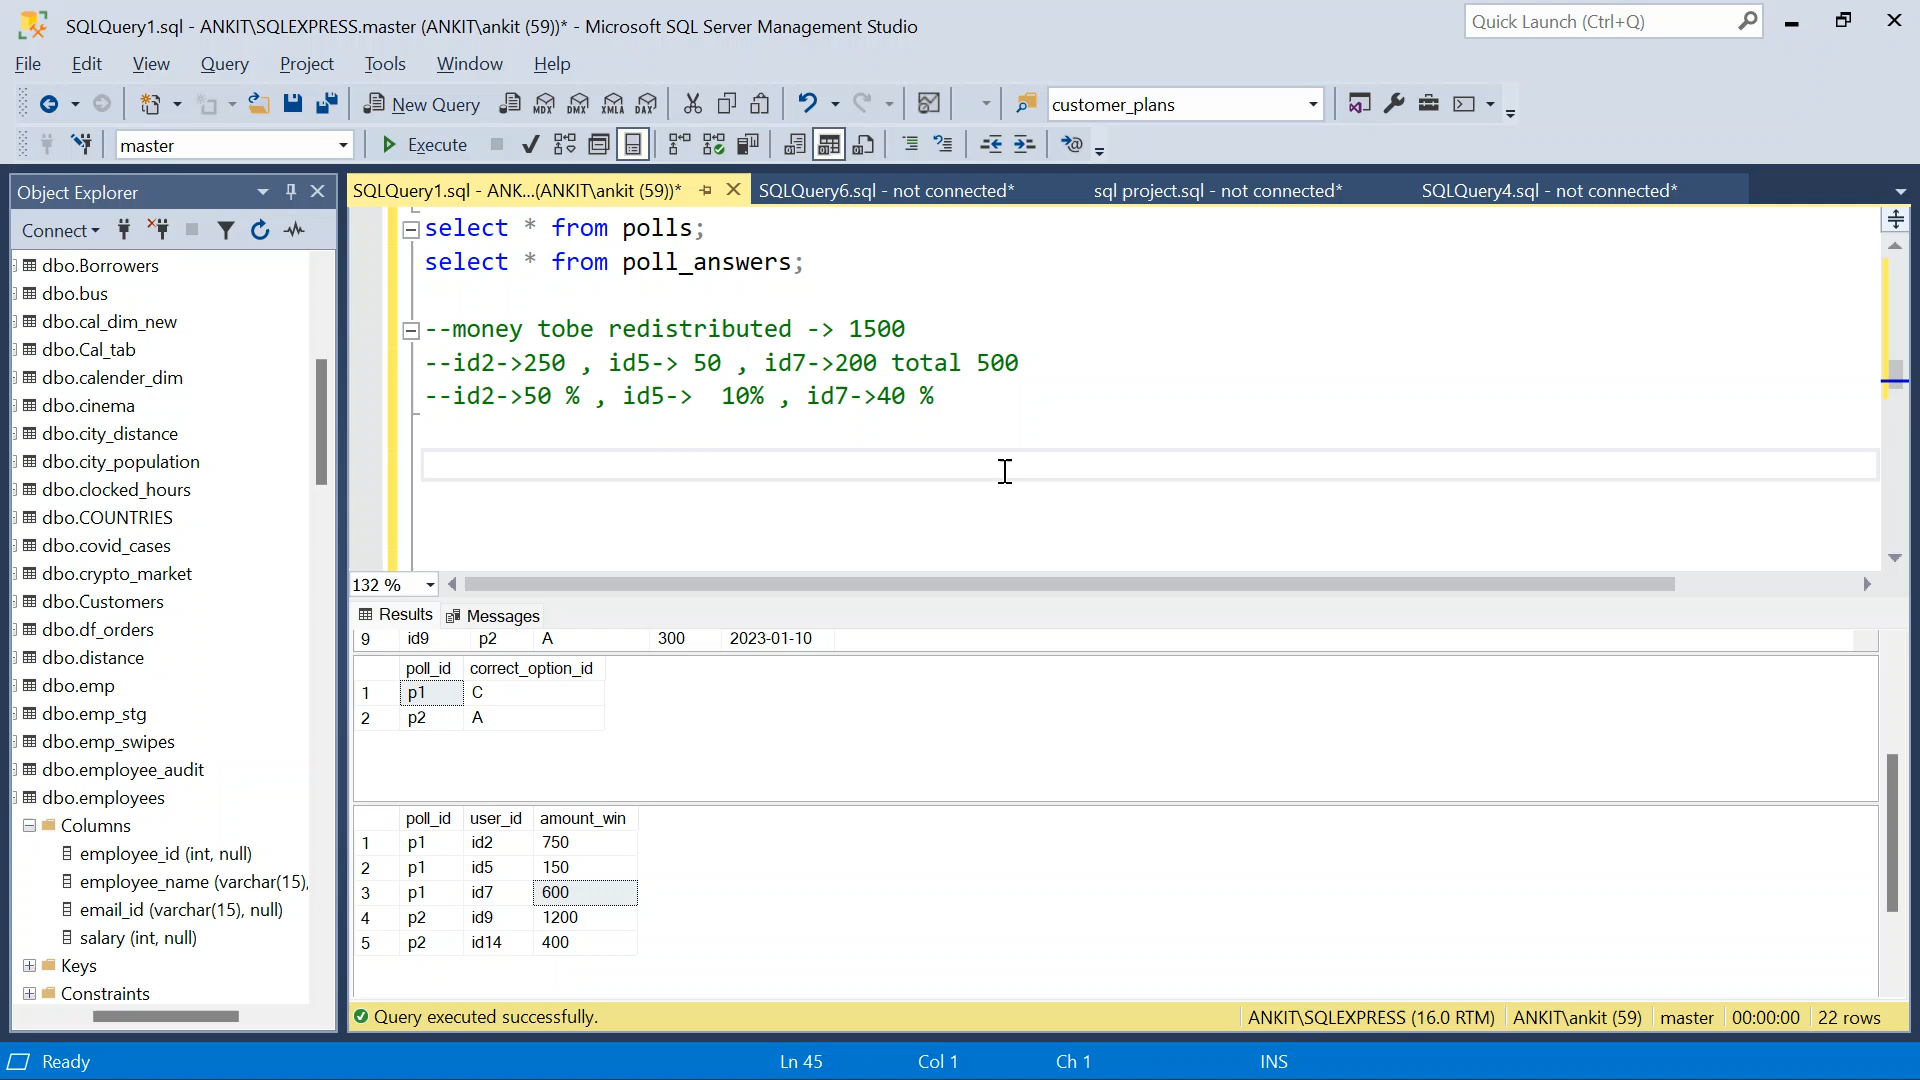 SQLQuery1.sql - ANKIT\SQLEXPRESS.master (ANKIT\ankit (59))* - Microsoft SQL Server Management Studio
Quick Launch (Ctrl+Q)
File Edit View Query Project Tools Window Help
New Query MDX DMX XMLA DAX customer_plans
master Execute
Object Explorer
SQLQuery1.sql - ANK...(ANKIT\ankit (59))* SQLQuery6.sql - not connected* sql project.sql - not connected* SQLQuery4.sql - not connected*
Connect
dbo.Borrowers
dbo.bus
dbo.cal_dim_new
dbo.Cal_tab
dbo.calender_dim
dbo.cinema
dbo.city_distance
dbo.city_population
dbo.clocked_hours
dbo.COUNTRIES
dbo.covid_cases
dbo.crypto_market
dbo.Customers
dbo.df_orders
dbo.distance
dbo.emp
dbo.emp_stg
dbo.emp_swipes
dbo.employee_audit
dbo.employees
Columns
employee_id (int, null)
employee_name (varchar(15),
email_id (varchar(15), null)
salary (int, null)
Keys
Constraints
select * from polls;
select * from poll_answers;
--money tobe redistributed -> 1500
--id2->250 , id5-> 50 , id7->200 total 500
--id2->50 % , id5->  10% , id7->40 %
132 %
Results Messages
9 id9 p2 A 300 2023-01-10
poll_id correct_option_id
1 p1 C
2 p2 A
poll_id user_id amount_win
1 p1 id2 750
2 p1 id5 150
3 p1 id7 600
4 p2 id9 1200
5 p2 id14 400
Query executed successfully. ANKIT\SQLEXPRESS (16.0 RTM) ANKIT\ankit (59) master 00:00:00 22 rows
Ready Ln 45 Col 1 Ch 1 INS